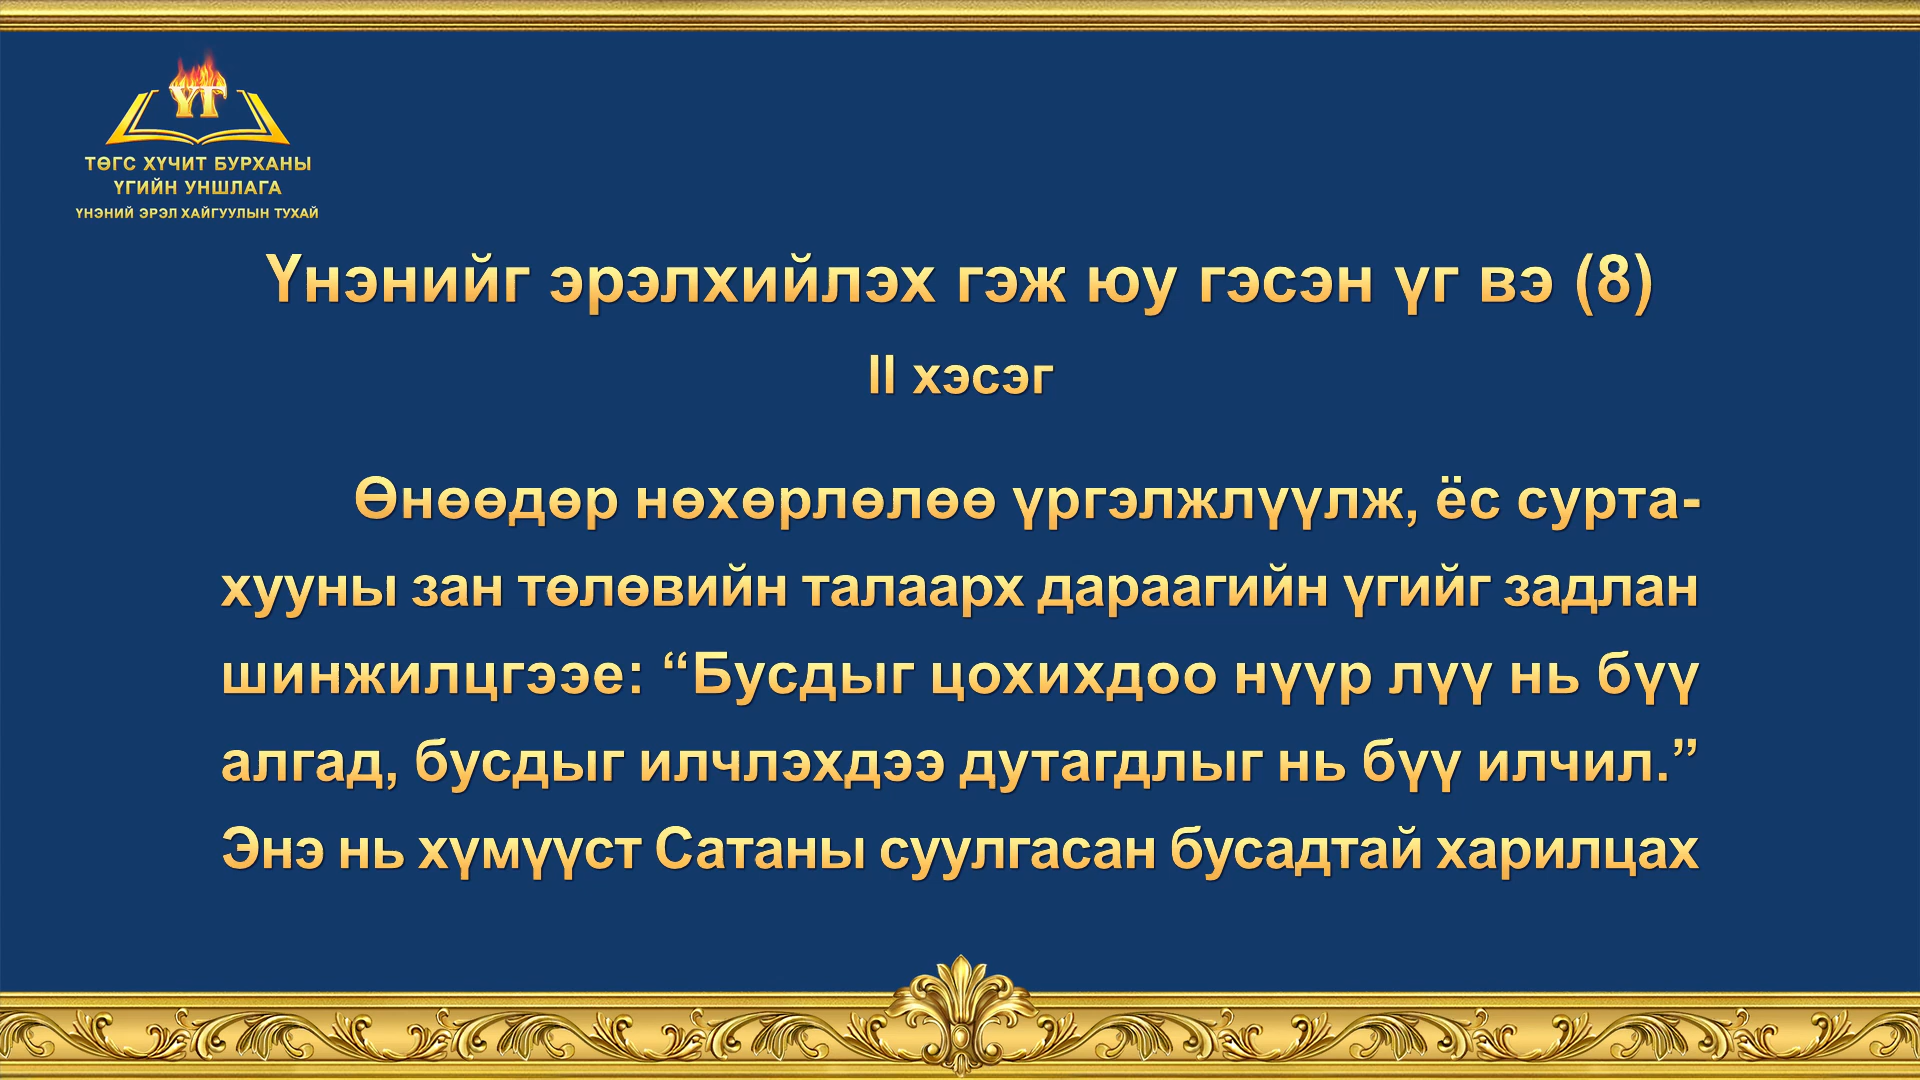 ҮГ
ТӨГС ХҮЧИТ БУРХАНЫ
ҮГИЙН УНШЛАГА
ҮНЭНИЙ ЭРЭЛ ХАЙГУУЛЫН ТУХАЙ
Үнэнийг эрэлхийлэх гэж юу гэсэн үг вэ (8)
II хэсэг
Өнөөдөр нөхөрлөлөө үргэлжлүүлж, ёс сурта-
хууны зан төлөвийн талаарх дараагийн үгийг задлан
шинжилцгээе: “Бусдыг цохихдоо нүүр лүү нь бүү
алгад, бусдыг илчлэхдээ дутагдлыг нь бүү илчил.”
Энэ нь хүмүүст Сатаны суулгасан бусадтай харилцах